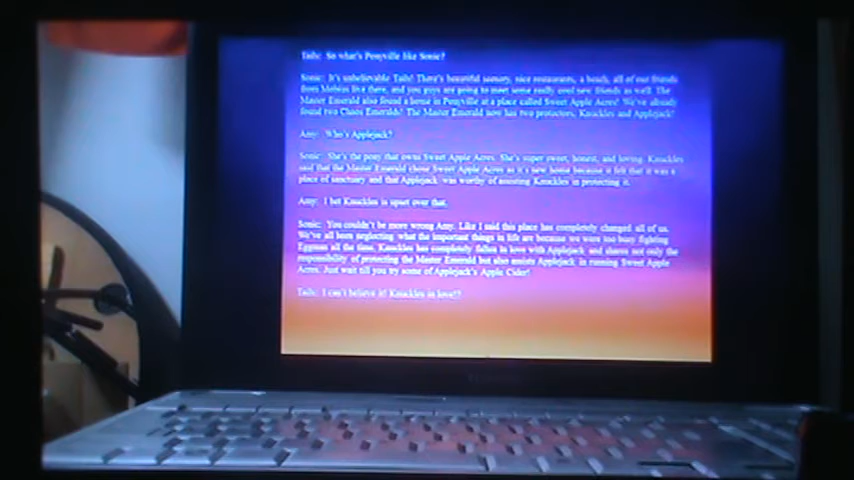 Tails: So what's Ponyville like Sonic?
Sonic: It's unbelievable Tails! There's beautiful scenery, nice restaurants, a beach, all of our friends
from Mobius live there, and you guys are going to meet some really cool new friends as well. The
Master Emerald also found a home in Ponyville at a place called Sweet Apple Acres! We've already
found two Chaos Emeralds! The Master Emerald now has two protectors, Knuckles and Applejack!
Amy: Who's Applejack?
Sonic: She's the pony that owns Sweet Apple Acres. She's super sweet, honest, and loving. Knuckles
said that the Master Emerald chose Sweet Apple Acres as it's new home because it felt that it was a
place of sanctuary and that Applejack was worthy of assisting Knuckles in protecting it.
Amy: I bet Knuckles is upset over that.
Sonic: You couldn't be more wrong Amy. Like I said this place has completely changed all of us.
We've all been neglecting what the important things in life are because we were too busy fighting
Eggman all the time. Knuckles has completely fallen in love with Applejack and shares not only the
responsibility of protecting the Master Emerald but also assists Applejack in running Sweet Apple
Acres. Just wait till you try some of Applejack's Apple Cider!
Tails: I can't believe it! Knuckles in love!?